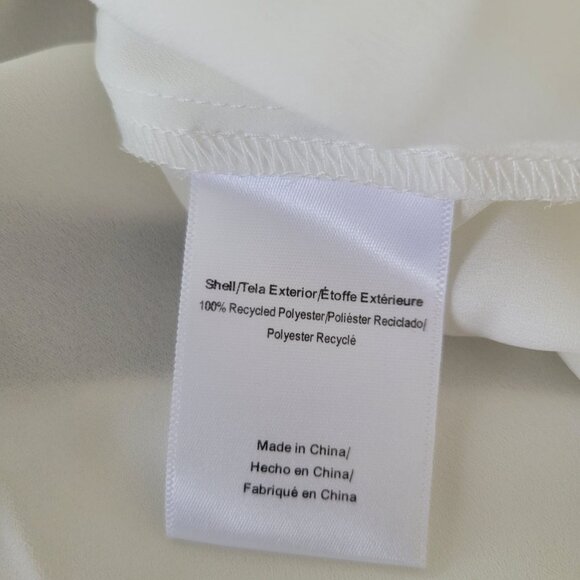 Shell/Tela Exterior/Étoffe Extérieure
100% Recycled Polyester/Poliéster Reciclado/
Polyester Recyclé
Made in China/
Hecho en China/
Fabriqué en China